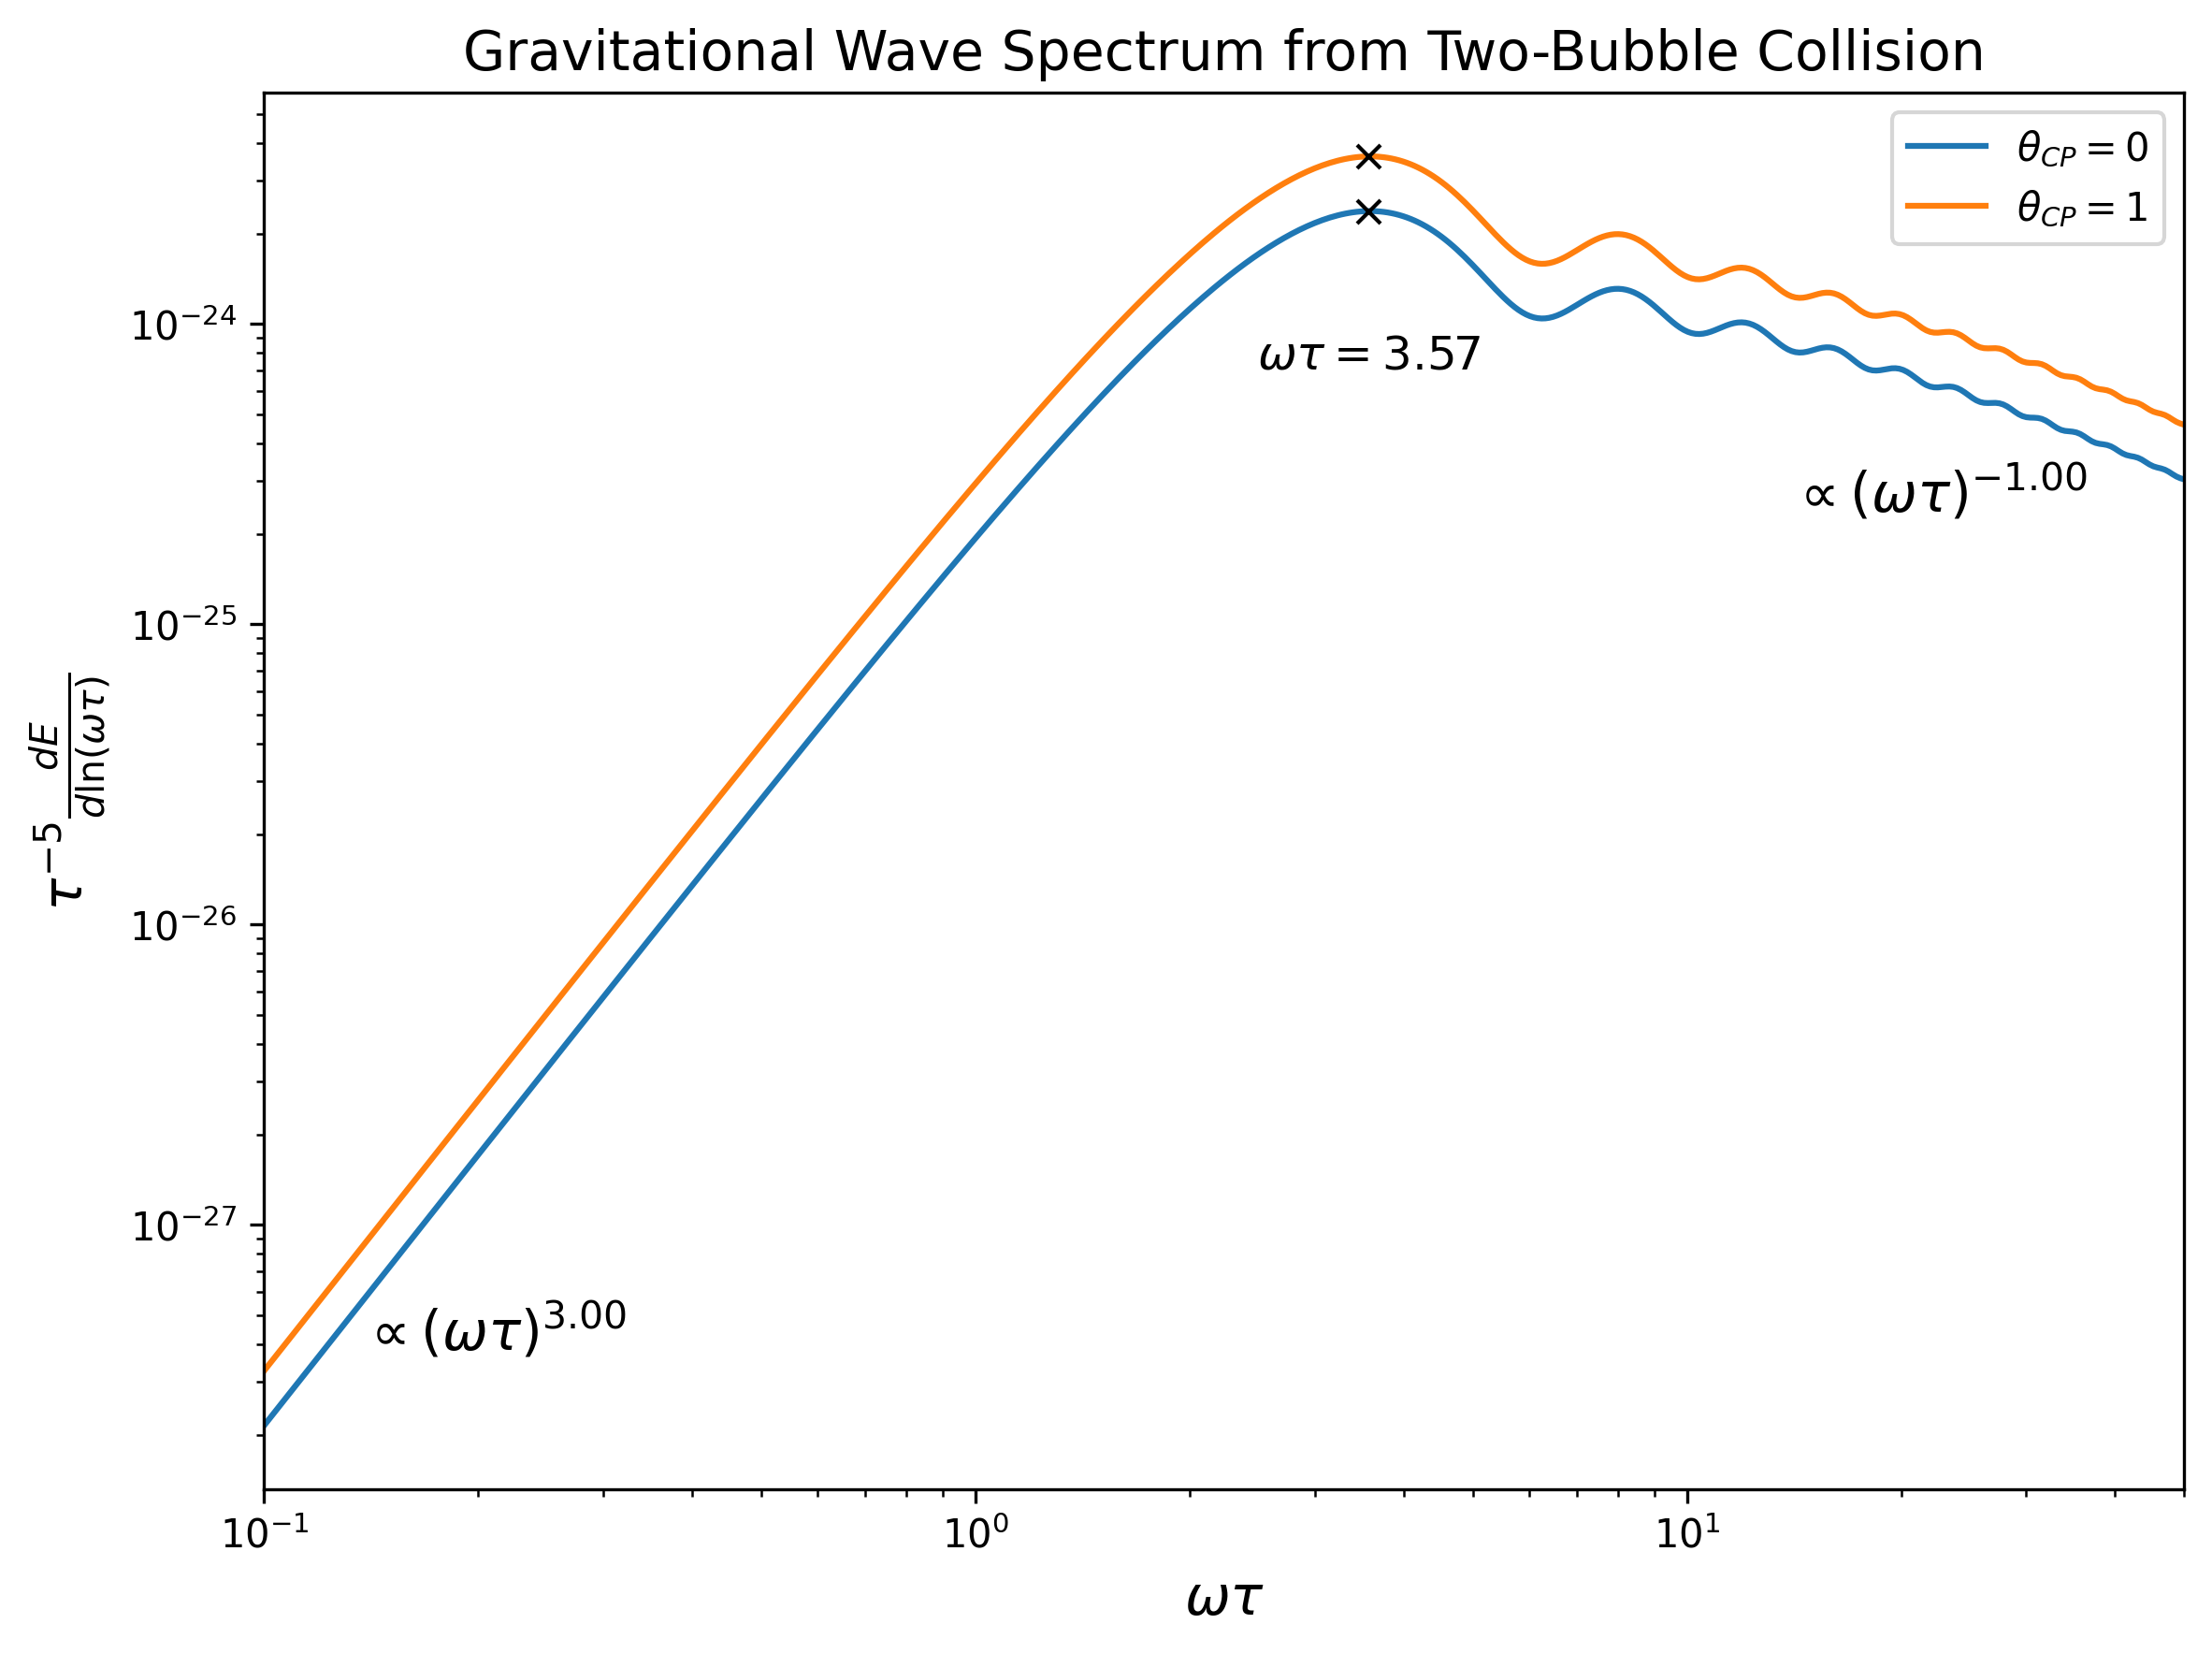 Gravitational Wave Spectrum from Two-Bubble Collision
θ_CP = 0
θ_CP = 1
ωτ = 3.57
∝ (ωτ)^−1.00
∝ (ωτ)^3.00
10^−24
10^−25
10^−26
10^−27
τ^−5 dE/d ln(ωτ)
10^−1
10^0
10^1
ωτ